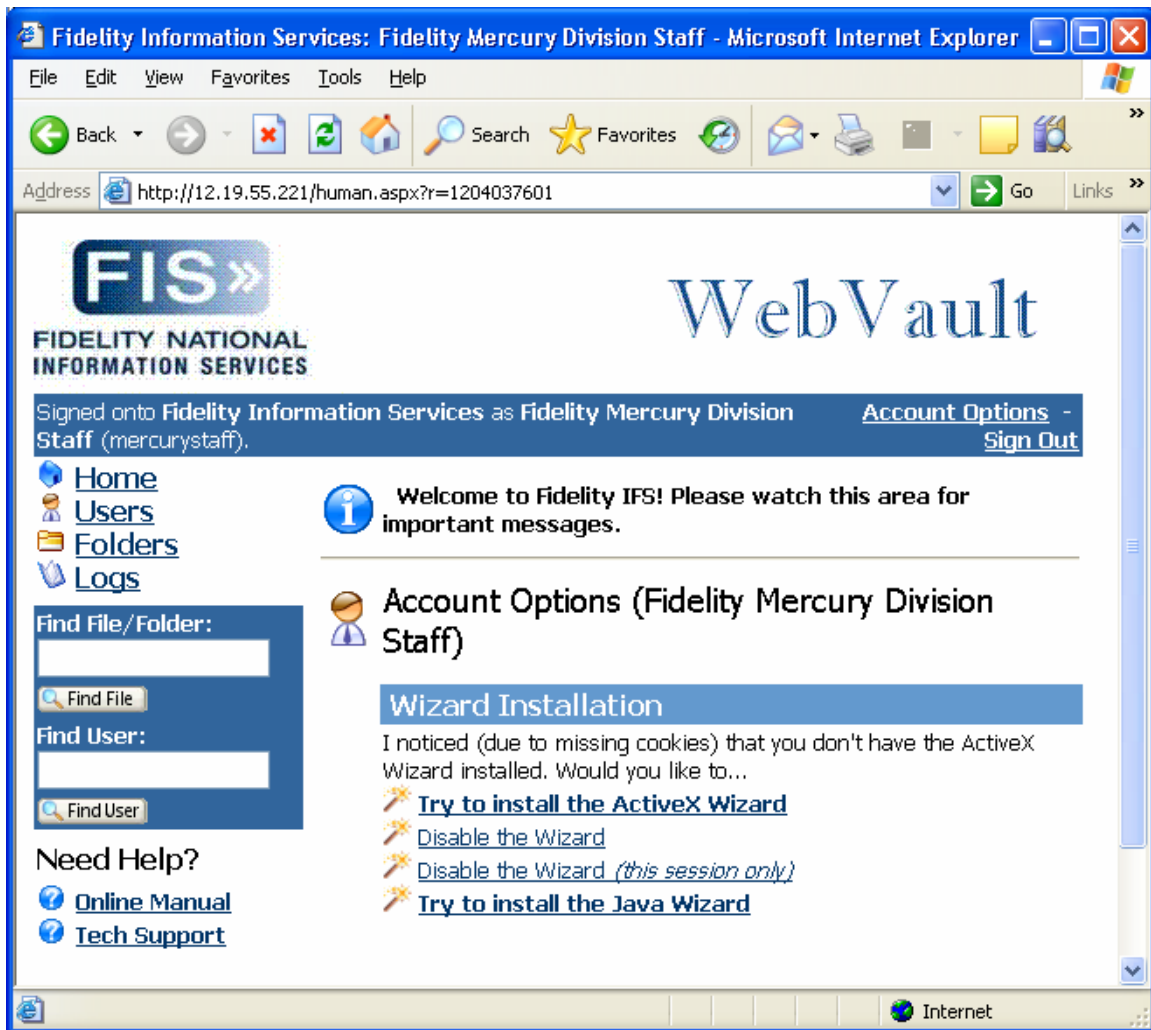 Fidelity Information Services: Fidelity Mercury Division Staff - Microsoft Internet Explorer
File Edit View Favorites Tools Help
Back Search Favorites »
Address http://12.19.55.221/human.aspx?r=1204037601 Go Links »
FIS»
FIDELITY NATIONAL
INFORMATION SERVICES
WebVault
Signed onto Fidelity Information Services as Fidelity Mercury Division
Staff (mercurystaff).
Account Options -
Sign Out
Home
Users
Folders
Logs
Find File/Folder:
Find File
Find User:
Find User
Need Help?
Online Manual
Tech Support
Welcome to Fidelity IFS! Please watch this area for
important messages.
Account Options (Fidelity Mercury Division
Staff)
Wizard Installation
I noticed (due to missing cookies) that you don't have the ActiveX
Wizard installed. Would you like to...
Try to install the ActiveX Wizard
Disable the Wizard
Disable the Wizard (this session only)
Try to install the Java Wizard
Internet